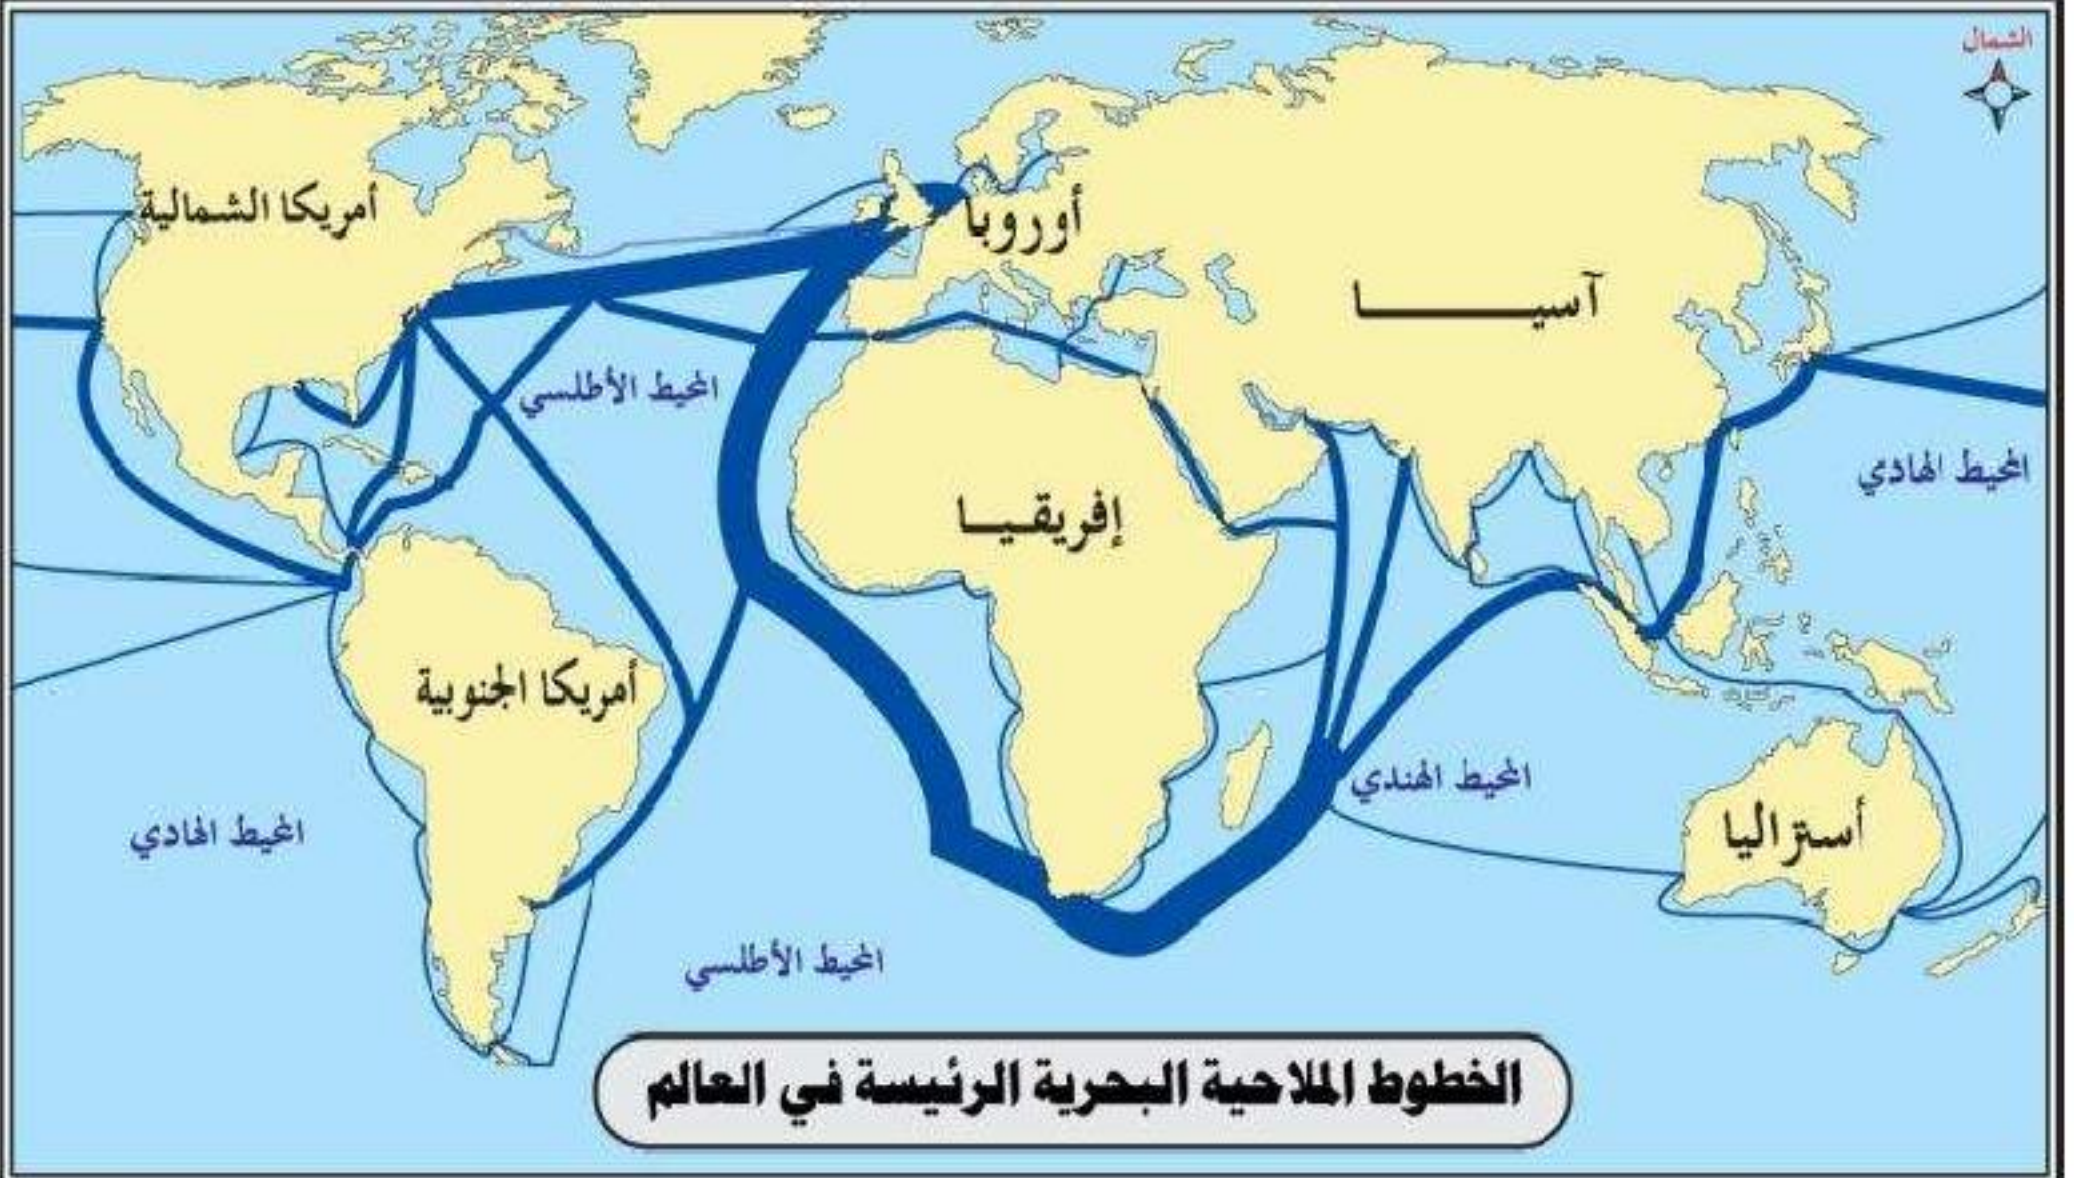 الشمال
أمريكا الشمالية
أوروبا
آسيـــــــا
المحيط الأطلسي
المحيط الهادي
إفريقيـا
أمريكا الجنوبية
المحيط الهندي
المحيط الهادي
أستراليا
المحيط الأطلسي
الخطوط الملاحية البحرية الرئيسة في العالم